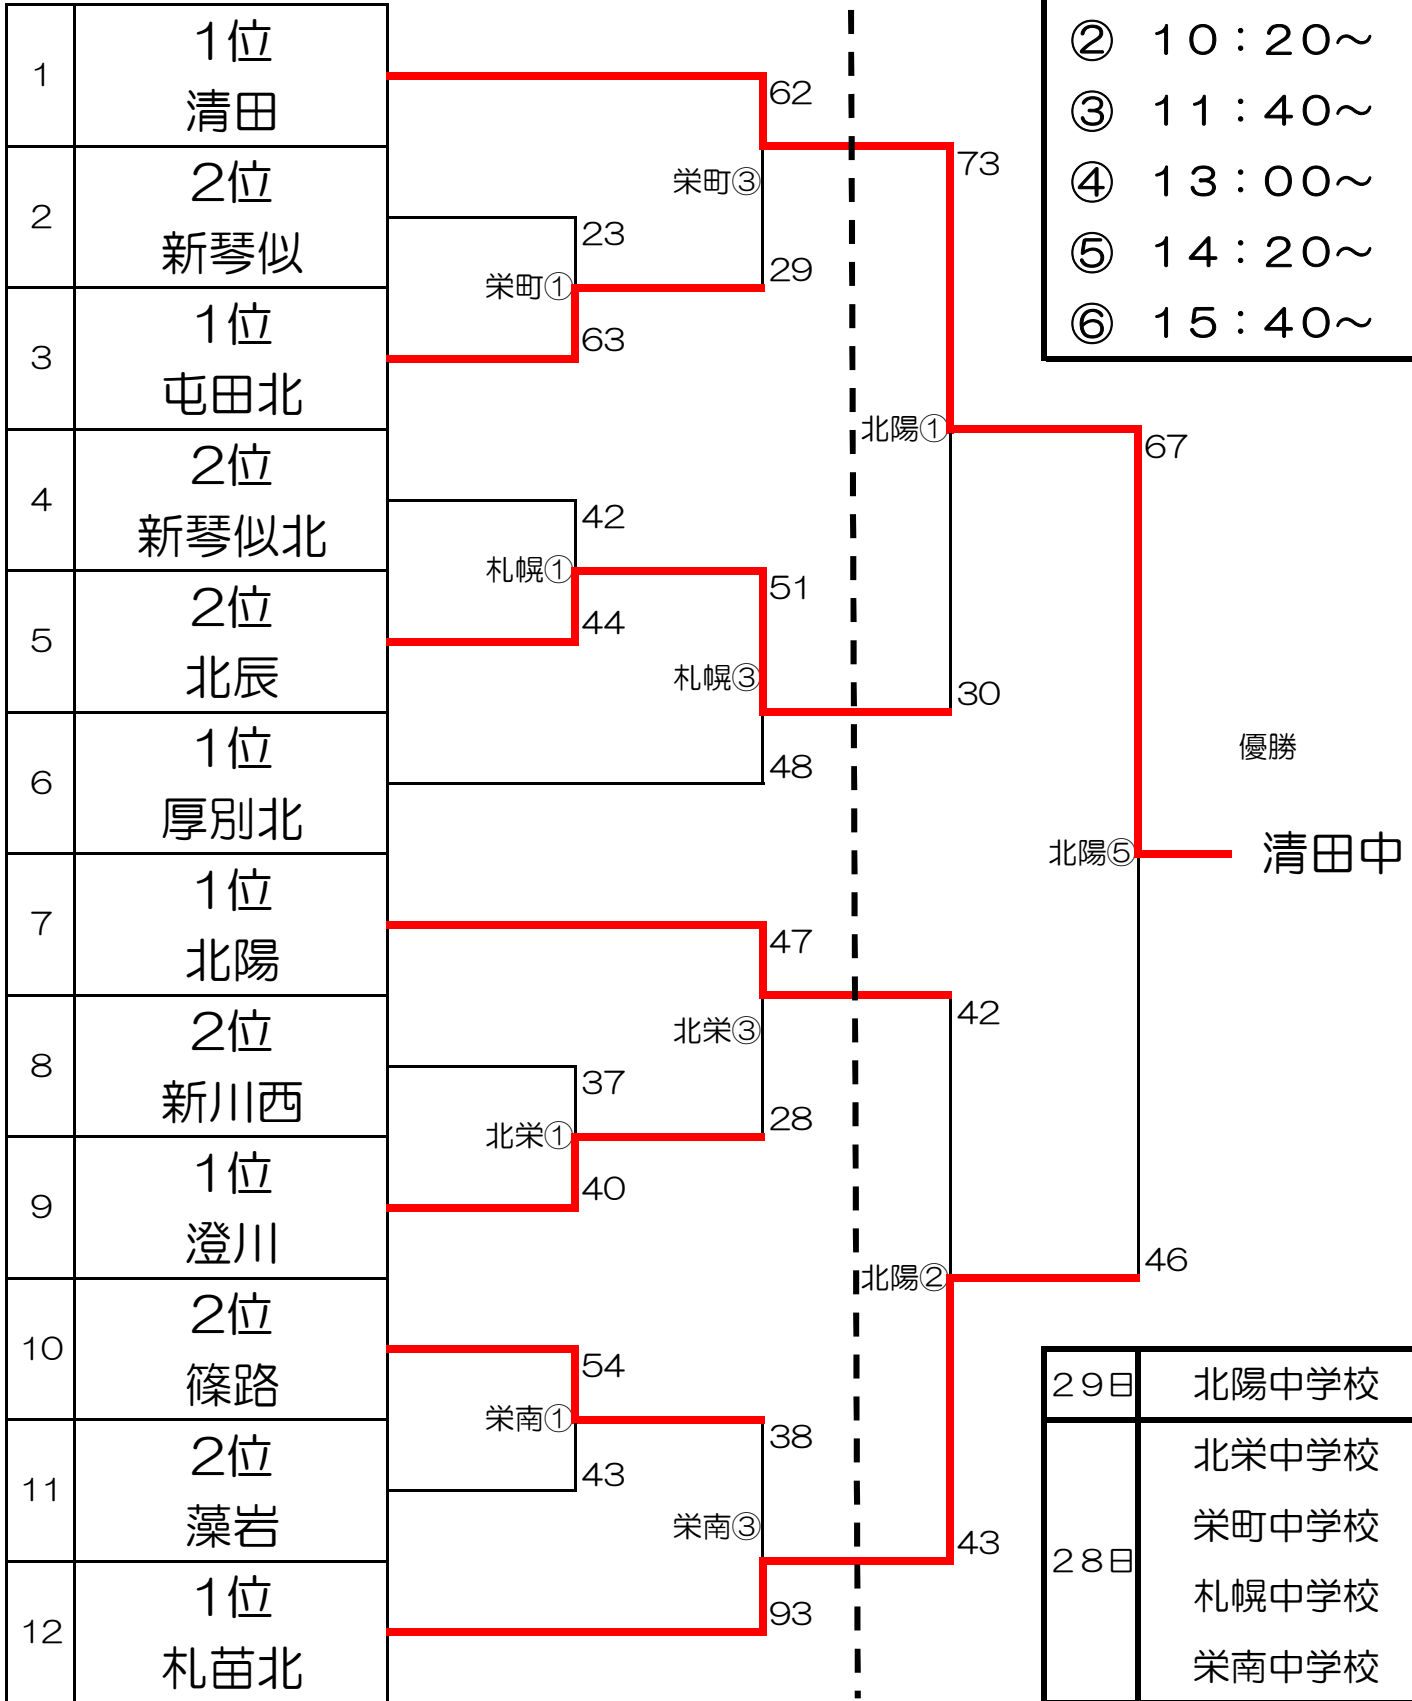 1
1位
清田
2
2位
新琴似
3
1位
屯田北
4
2位
新琴似北
5
2位
北辰
6
1位
厚別北
7
1位
北陽
8
2位
新川西
9
1位
澄川
10
2位
篠路
11
2位
藻岩
12
1位
札苗北
23
栄町①
63
42
札幌①
44
37
北栄①
40
54
栄南①
43
62
栄町③
29
51
札幌③
48
47
北栄③
28
38
栄南③
93
73
北陽①
30
42
北陽②
43
67
北陽⑤
46
優勝
清田中
② 10：20～
③ 11：40～
④ 13：00～
⑤ 14：20～
⑥ 15：40～
29日 北陽中学校
28日
北栄中学校
栄町中学校
札幌中学校
栄南中学校